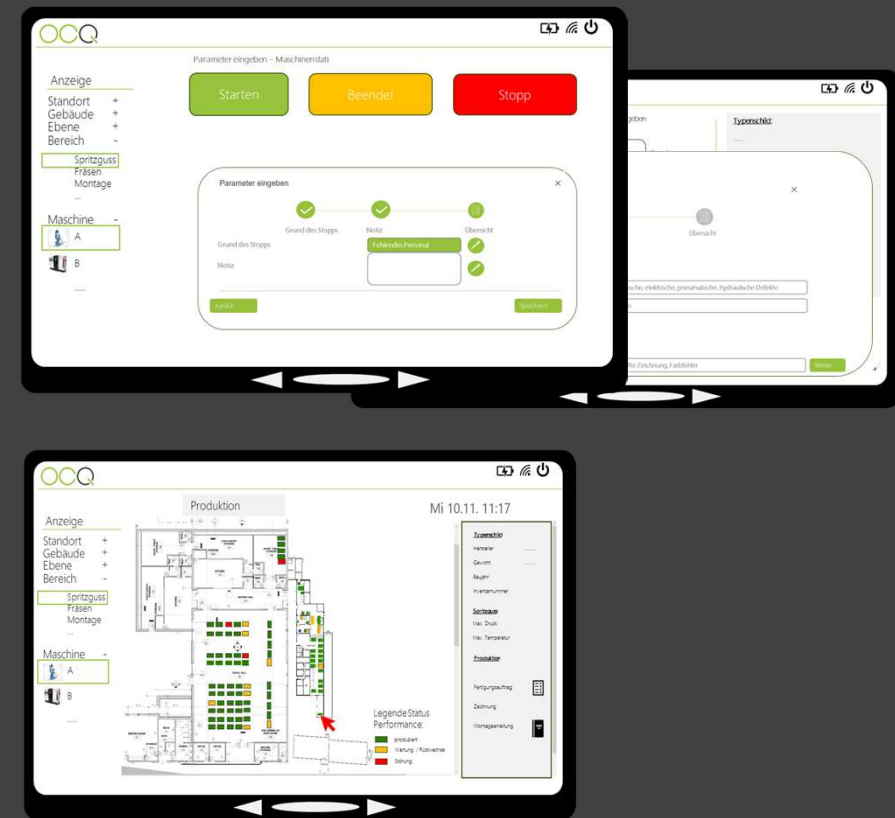 OCQ
Parameter eingeben – Maschinenstati
Anzeige
Standort +
Gebäude +
Ebene +
Bereich -
Spritzguss
Fräsen
Montage
...
Maschine -
A
B
.....
Starten
Beendet
Stopp
Parameter eingeben ×
Grund des Stopps
Notiz
Übersicht
Grund des Stopps
Fehlendes Personal
Notiz
zurück
Speichern
geben
Typenschild:
.....
×
Übersicht
elektrische, pneumatische, hydraulische Defekte
Zeichnung, Farbfehler
Weiter
OCQ
Produktion
Mi 10.11. 11:17
Anzeige
Standort +
Gebäude +
Ebene +
Bereich -
Spritzguss
Fräsen
Montage
...
Maschine -
A
B
.....
Legende Status
Performance:
produziert
Wartung / Rüstwechsel
Störung
Typenschild
Hersteller .....
Gewicht .....
Baujahr
Inventarnummer
Spritzguss
Max. Druck
Max. Temperatur
Produktion
Fertigungsauftrag
Zeichnung
Montageanleitung